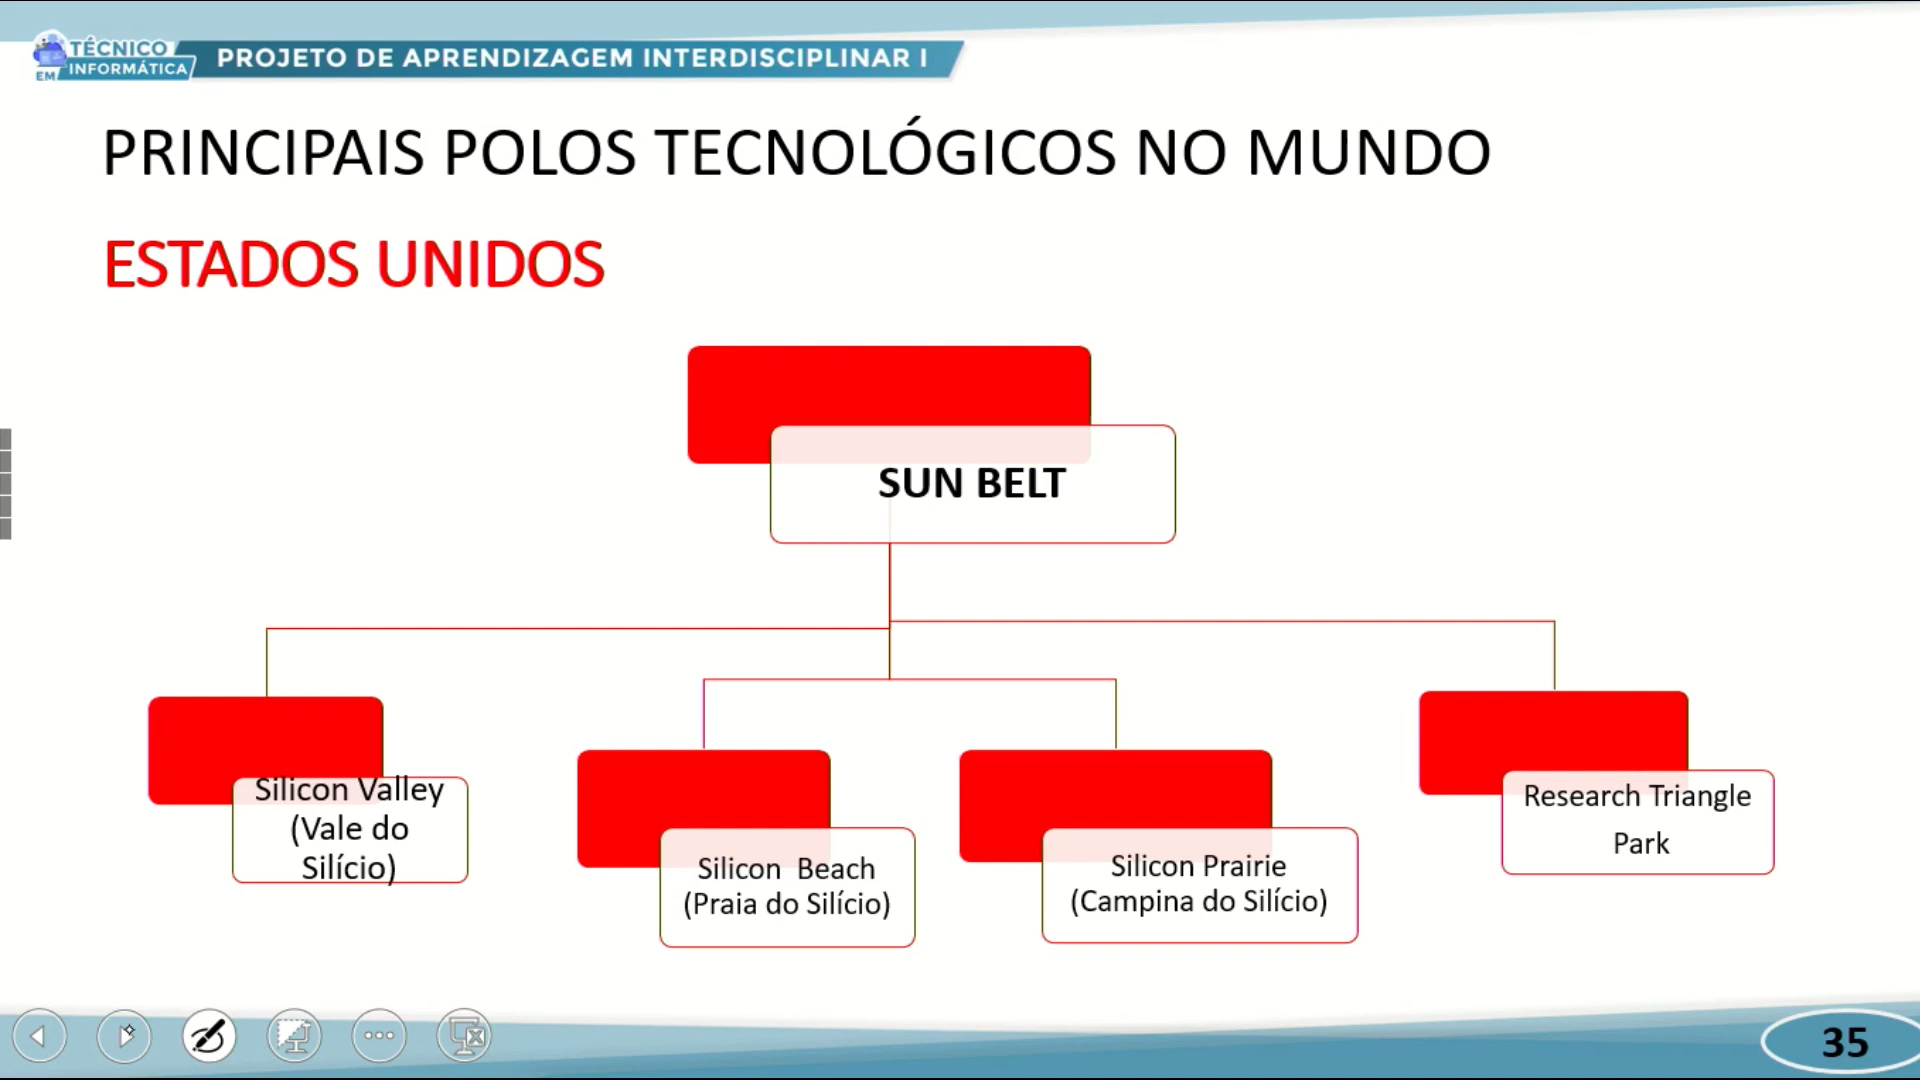 TÉCNICO
EM INFORMÁTICA
PROJETO DE APRENDIZAGEM INTERDISCIPLINAR I
PRINCIPAIS POLOS TECNOLÓGICOS NO MUNDO
ESTADOS UNIDOS
SUN BELT
Silicon Valley
(Vale do
Silício)
Silicon Beach
(Praia do Silício)
Silicon Prairie
(Campina do Silício)
Research Triangle
Park
35